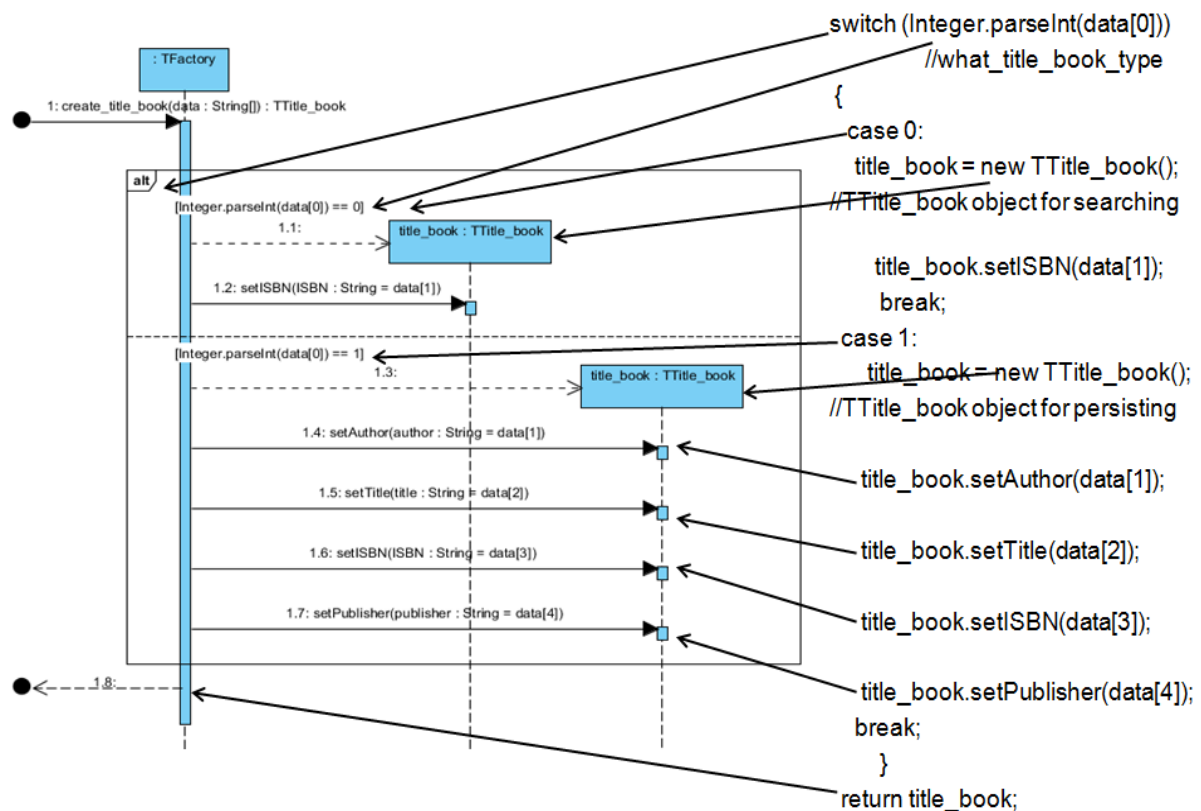 switch (Integer.parseInt(data[0]))
//what_title_book_type
{
case 0:
title_book = new TTitle_book();
//TTitle_book object for searching
title_book.setISBN(data[1]);
break;
case 1:
title_book = new TTitle_book();
//TTitle_book object for persisting
title_book.setAuthor(data[1]);
title_book.setTitle(data[2]);
title_book.setISBN(data[3]);
title_book.setPublisher(data[4]);
break;
}
return title_book;
: TFactory
1: create_title_book(data : String[]) : TTitle_book
alt
[Integer.parseInt(data[0]) == 0]
1.1:
title_book : TTitle_book
1.2: setISBN(ISBN : String = data[1])
[Integer.parseInt(data[0]) == 1]
1.3:
title_book : TTitle_book
1.4: setAuthor(author : String = data[1])
1.5: setTitle(title : String = data[2])
1.6: setISBN(ISBN : String = data[3])
1.7: setPublisher(publisher : String = data[4])
1.8: